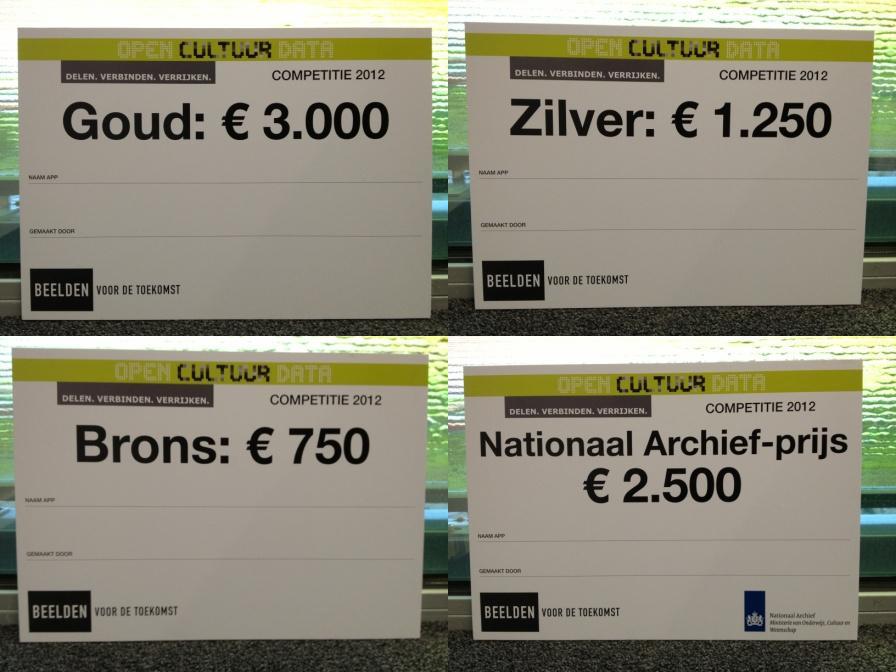 OPEN CULTUUR DATA
DELEN. VERBINDEN. VERRIJKEN.
COMPETITIE 2012
Goud: € 3.000
NAAM APP
GEMAAKT DOOR
BEELDEN VOOR DE TOEKOMST
OPEN CULTUUR DATA
DELEN. VERBINDEN. VERRIJKEN.
COMPETITIE 2012
Zilver: € 1.250
NAAM APP
GEMAAKT DOOR
BEELDEN VOOR DE TOEKOMST
OPEN CULTUUR DATA
DELEN. VERBINDEN. VERRIJKEN.
COMPETITIE 2012
Brons: € 750
NAAM APP
GEMAAKT DOOR
BEELDEN VOOR DE TOEKOMST
OPEN CULTUUR DATA
DELEN. VERBINDEN. VERRIJKEN.
COMPETITIE 2012
Nationaal Archief-prijs
€ 2.500
NAAM APP
GEMAAKT DOOR
BEELDEN VOOR DE TOEKOMST
Nationaal Archief
Ministerie van Onderwijs, Cultuur en
Wetenschap